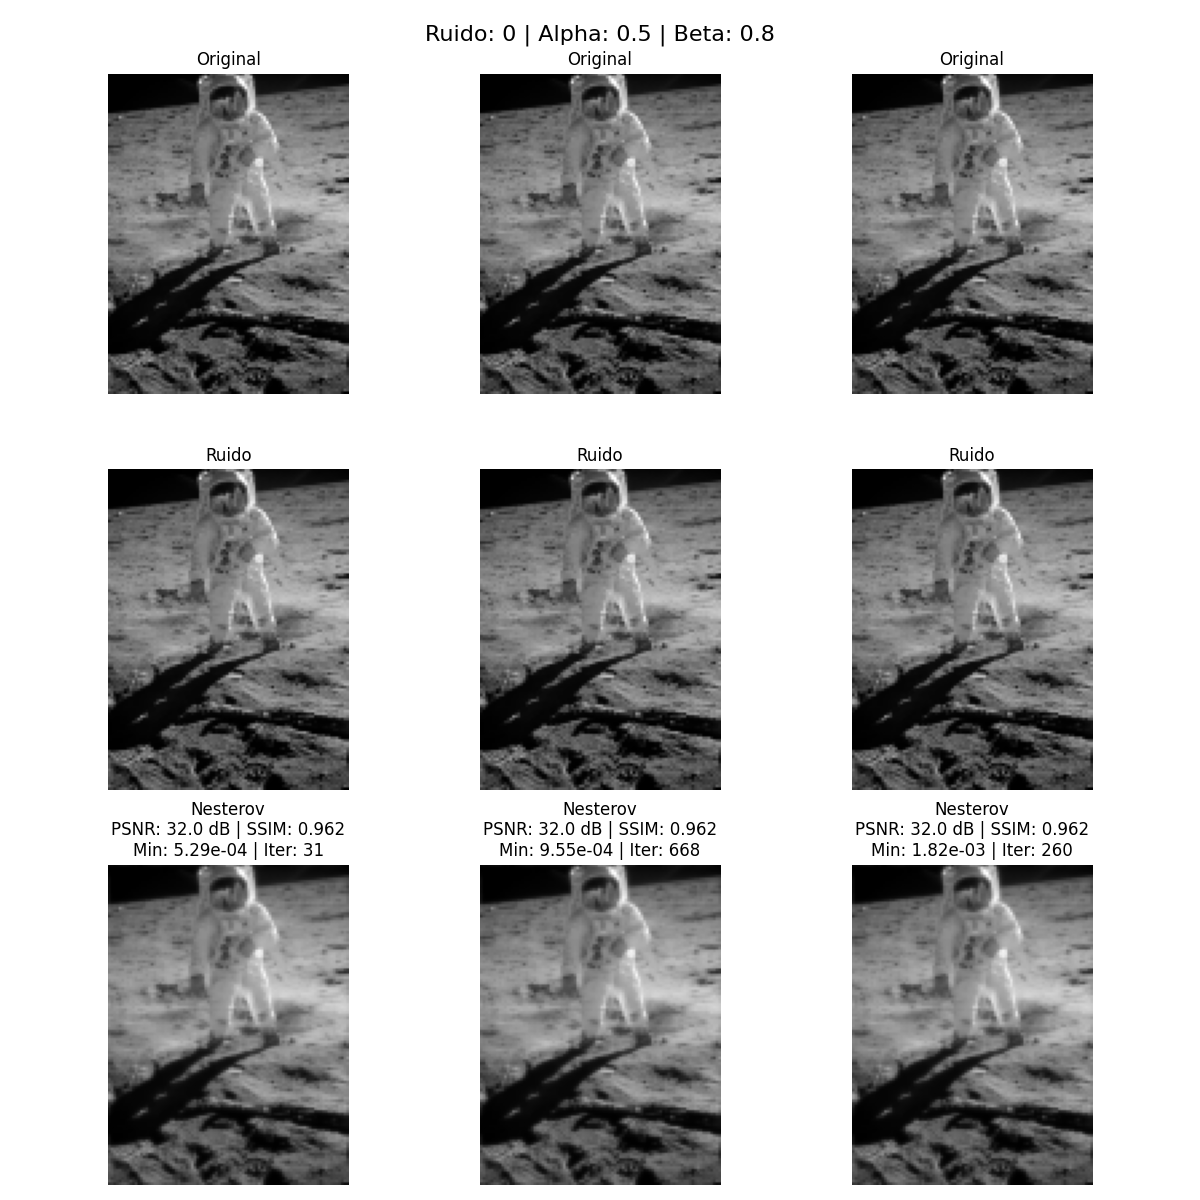 Ruido: 0 | Alpha: 0.5 | Beta: 0.8
Original
Original
Original
Ruido
Ruido
Ruido
Nesterov
PSNR: 32.0 dB | SSIM: 0.962
Min: 5.29e-04 | Iter: 31
Nesterov
PSNR: 32.0 dB | SSIM: 0.962
Min: 9.55e-04 | Iter: 668
Nesterov
PSNR: 32.0 dB | SSIM: 0.962
Min: 1.82e-03 | Iter: 260